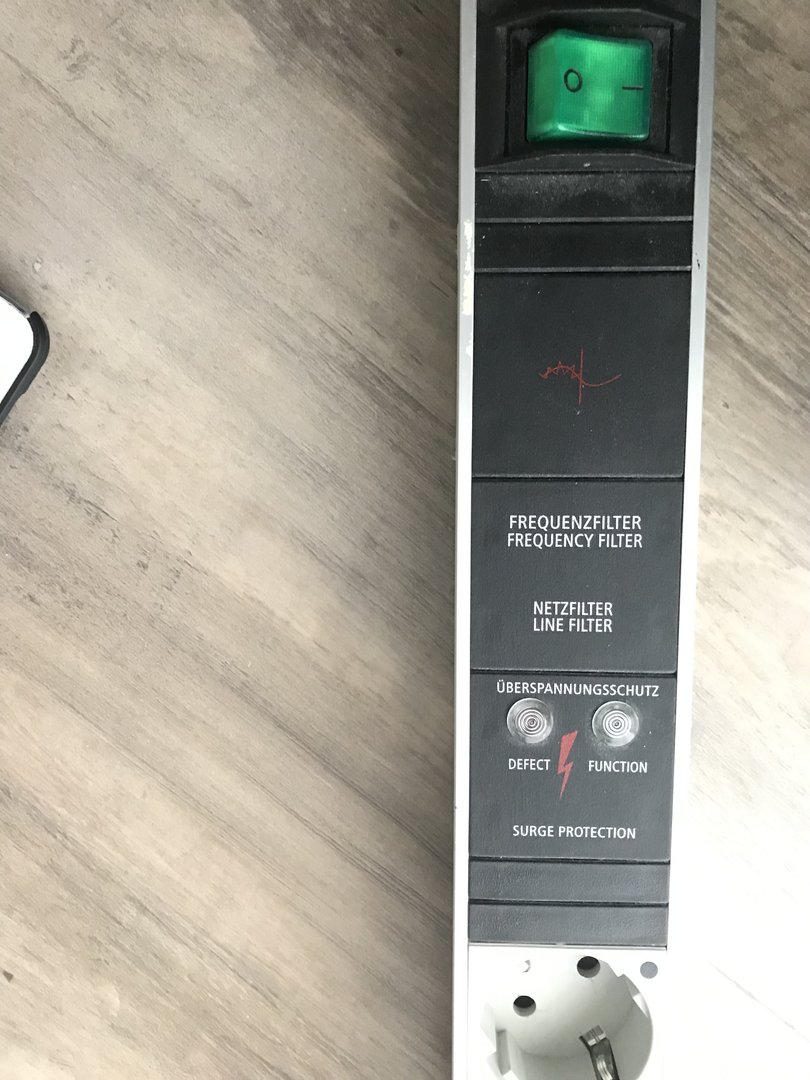 O I
FREQUENZFILTER
FREQUENCY FILTER
NETZFILTER
LINE FILTER
ÜBERSPANNUNGSSCHUTZ
DEFECT FUNCTION
SURGE PROTECTION